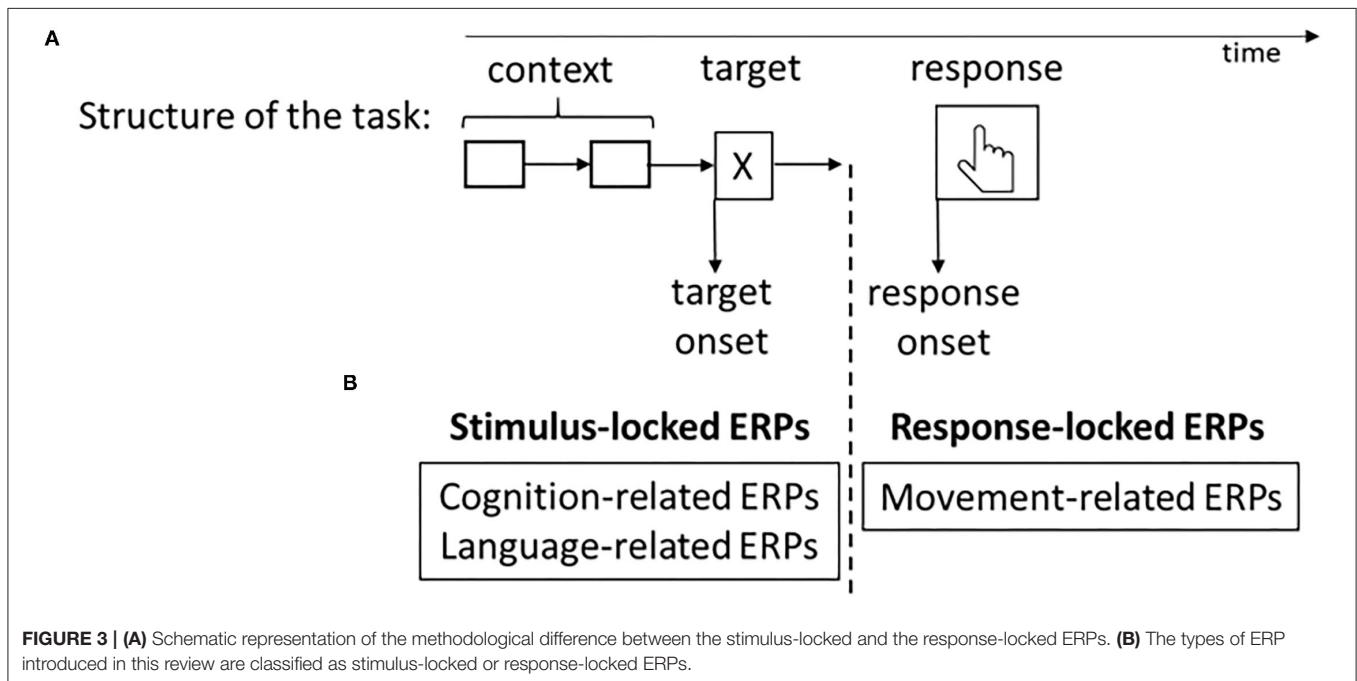 A
time
context target response
Structure of the task:
X
target response
onset onset
B
Stimulus-locked ERPs Response-locked ERPs
Cognition-related ERPs Movement-related ERPs
Language-related ERPs
FIGURE 3 | (A) Schematic representation of the methodological difference between the stimulus-locked and the response-locked ERPs. (B) The types of ERP
introduced in this review are classified as stimulus-locked or response-locked ERPs.